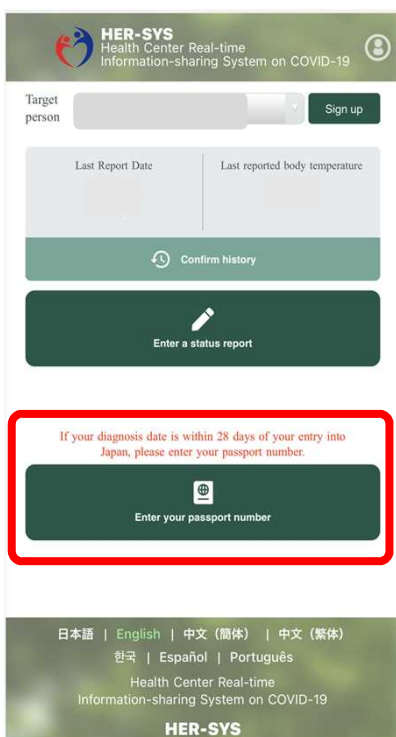 HER-SYS
Health Center Real-time
Information-sharing System on COVID-19
Target
person
Sign up
Last Report Date
Last reported body temperature
Confirm history
Enter a status report
If your diagnosis date is within 28 days of your entry into
Japan, please enter your passport number.
Enter your passport number
日本語 | English | 中文（簡体） | 中文（繁体）
한국 | Español | Português
Health Center Real-time
Information-sharing System on COVID-19
HER-SYS